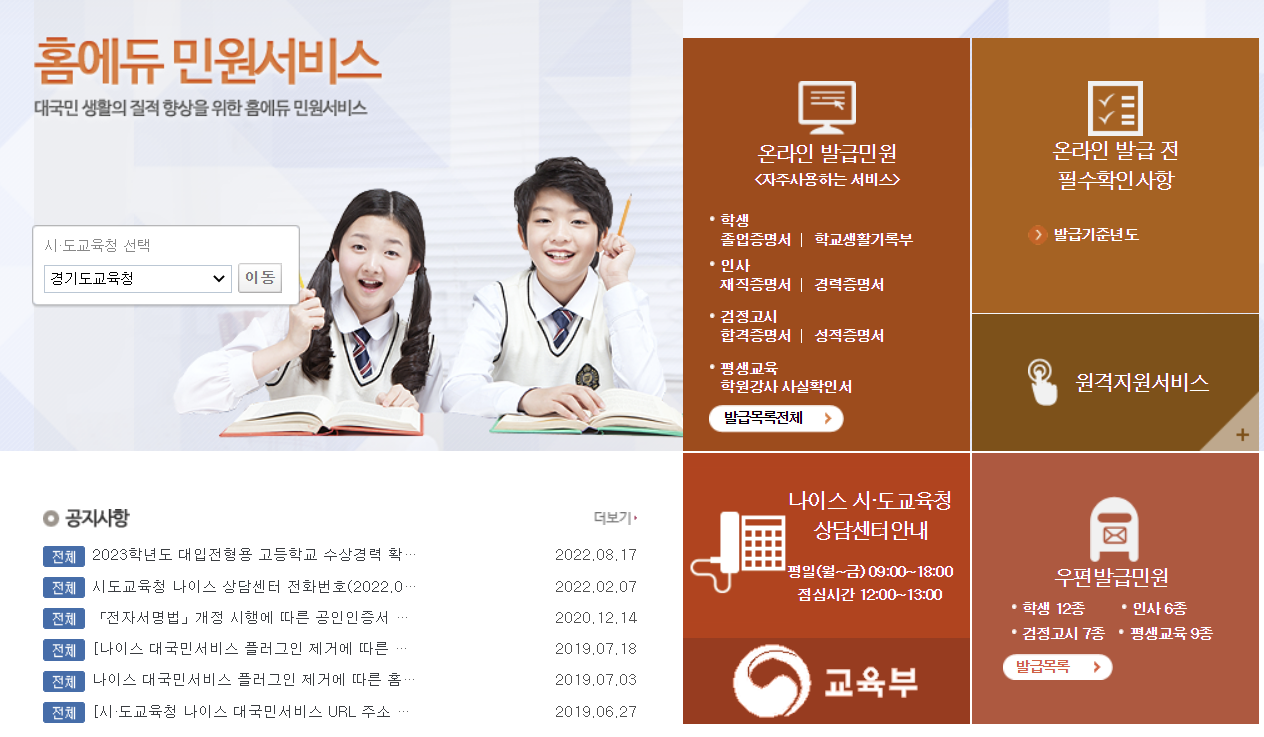 홈에듀 민원서비스
대국민 생활의 질적 향상을 위한 홈에듀 민원서비스
시·도교육청 선택
경기도교육청
이동
온라인 발급민원
<자주사용하는 서비스>
• 학생
졸업증명서 | 학교생활기록부
• 인사
재직증명서 | 경력증명서
• 검정고시
합격증명서 | 성적증명서
• 평생교육
학원강사 사실확인서
발급목록전체
온라인 발급 전
필수확인사항
발급기준년도
원격지원서비스
+
공지사항
더보기
전체 2023학년도 대입전형용 고등학교 수상경력 확… 2022.08.17
전체 시도교육청 나이스 상담센터 전화번호(2022.0… 2022.02.07
전체 「전자서명법」 개정 시행에 따른 공인인증서 … 2020.12.14
전체 [나이스 대국민서비스 플러그인 제거에 따른 … 2019.07.18
전체 나이스 대국민서비스 플러그인 제거에 따른 홈… 2019.07.03
전체 [시·도교육청 나이스 대국민서비스 URL 주소 … 2019.06.27
나이스 시·도교육청
상담센터안내
평일(월~금) 09:00~18:00
점심시간 12:00~13:00
교육부
우편발급민원
• 학생 12종 • 인사 6종
• 검정고시 7종 • 평생교육 9종
발급목록